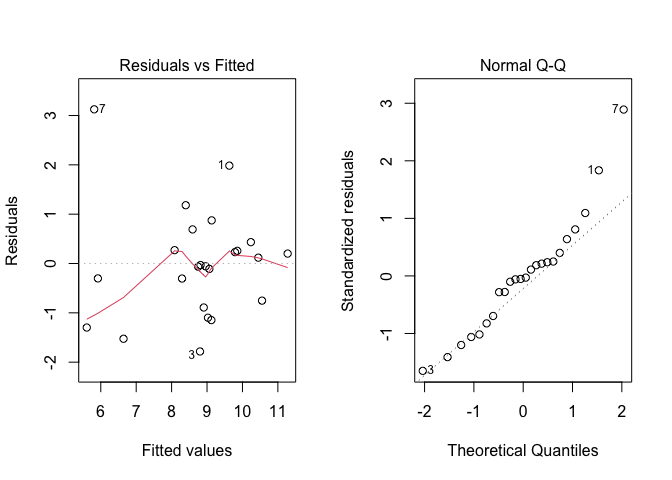 Residuals vs Fitted
Residuals
3
2
1
0
-1
-2
7
1
3
6 7 8 9 10 11
Fitted values
Normal Q-Q
Standardized residuals
3
2
1
0
-1
7
1
3
-2 -1 0 1 2
Theoretical Quantiles